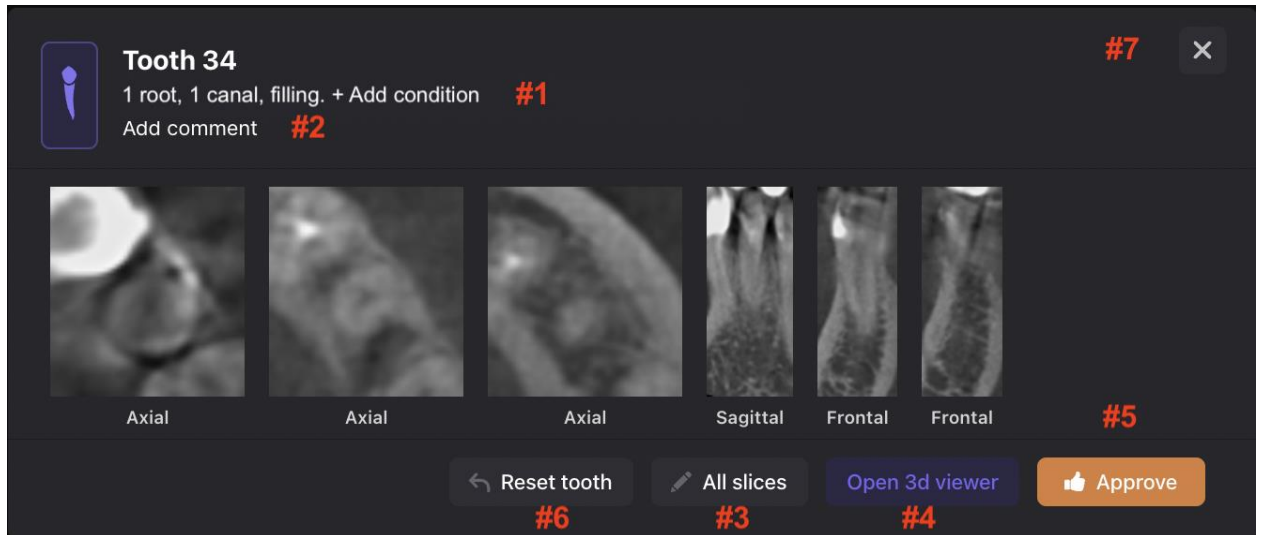 #7
Tooth 34
1 root, 1 canal, filling. + Add condition #1
Add comment #2
Axial Axial Axial Sagittal Frontal Frontal
#5
Reset tooth All slices Open 3d viewer Approve
#6 #3 #4